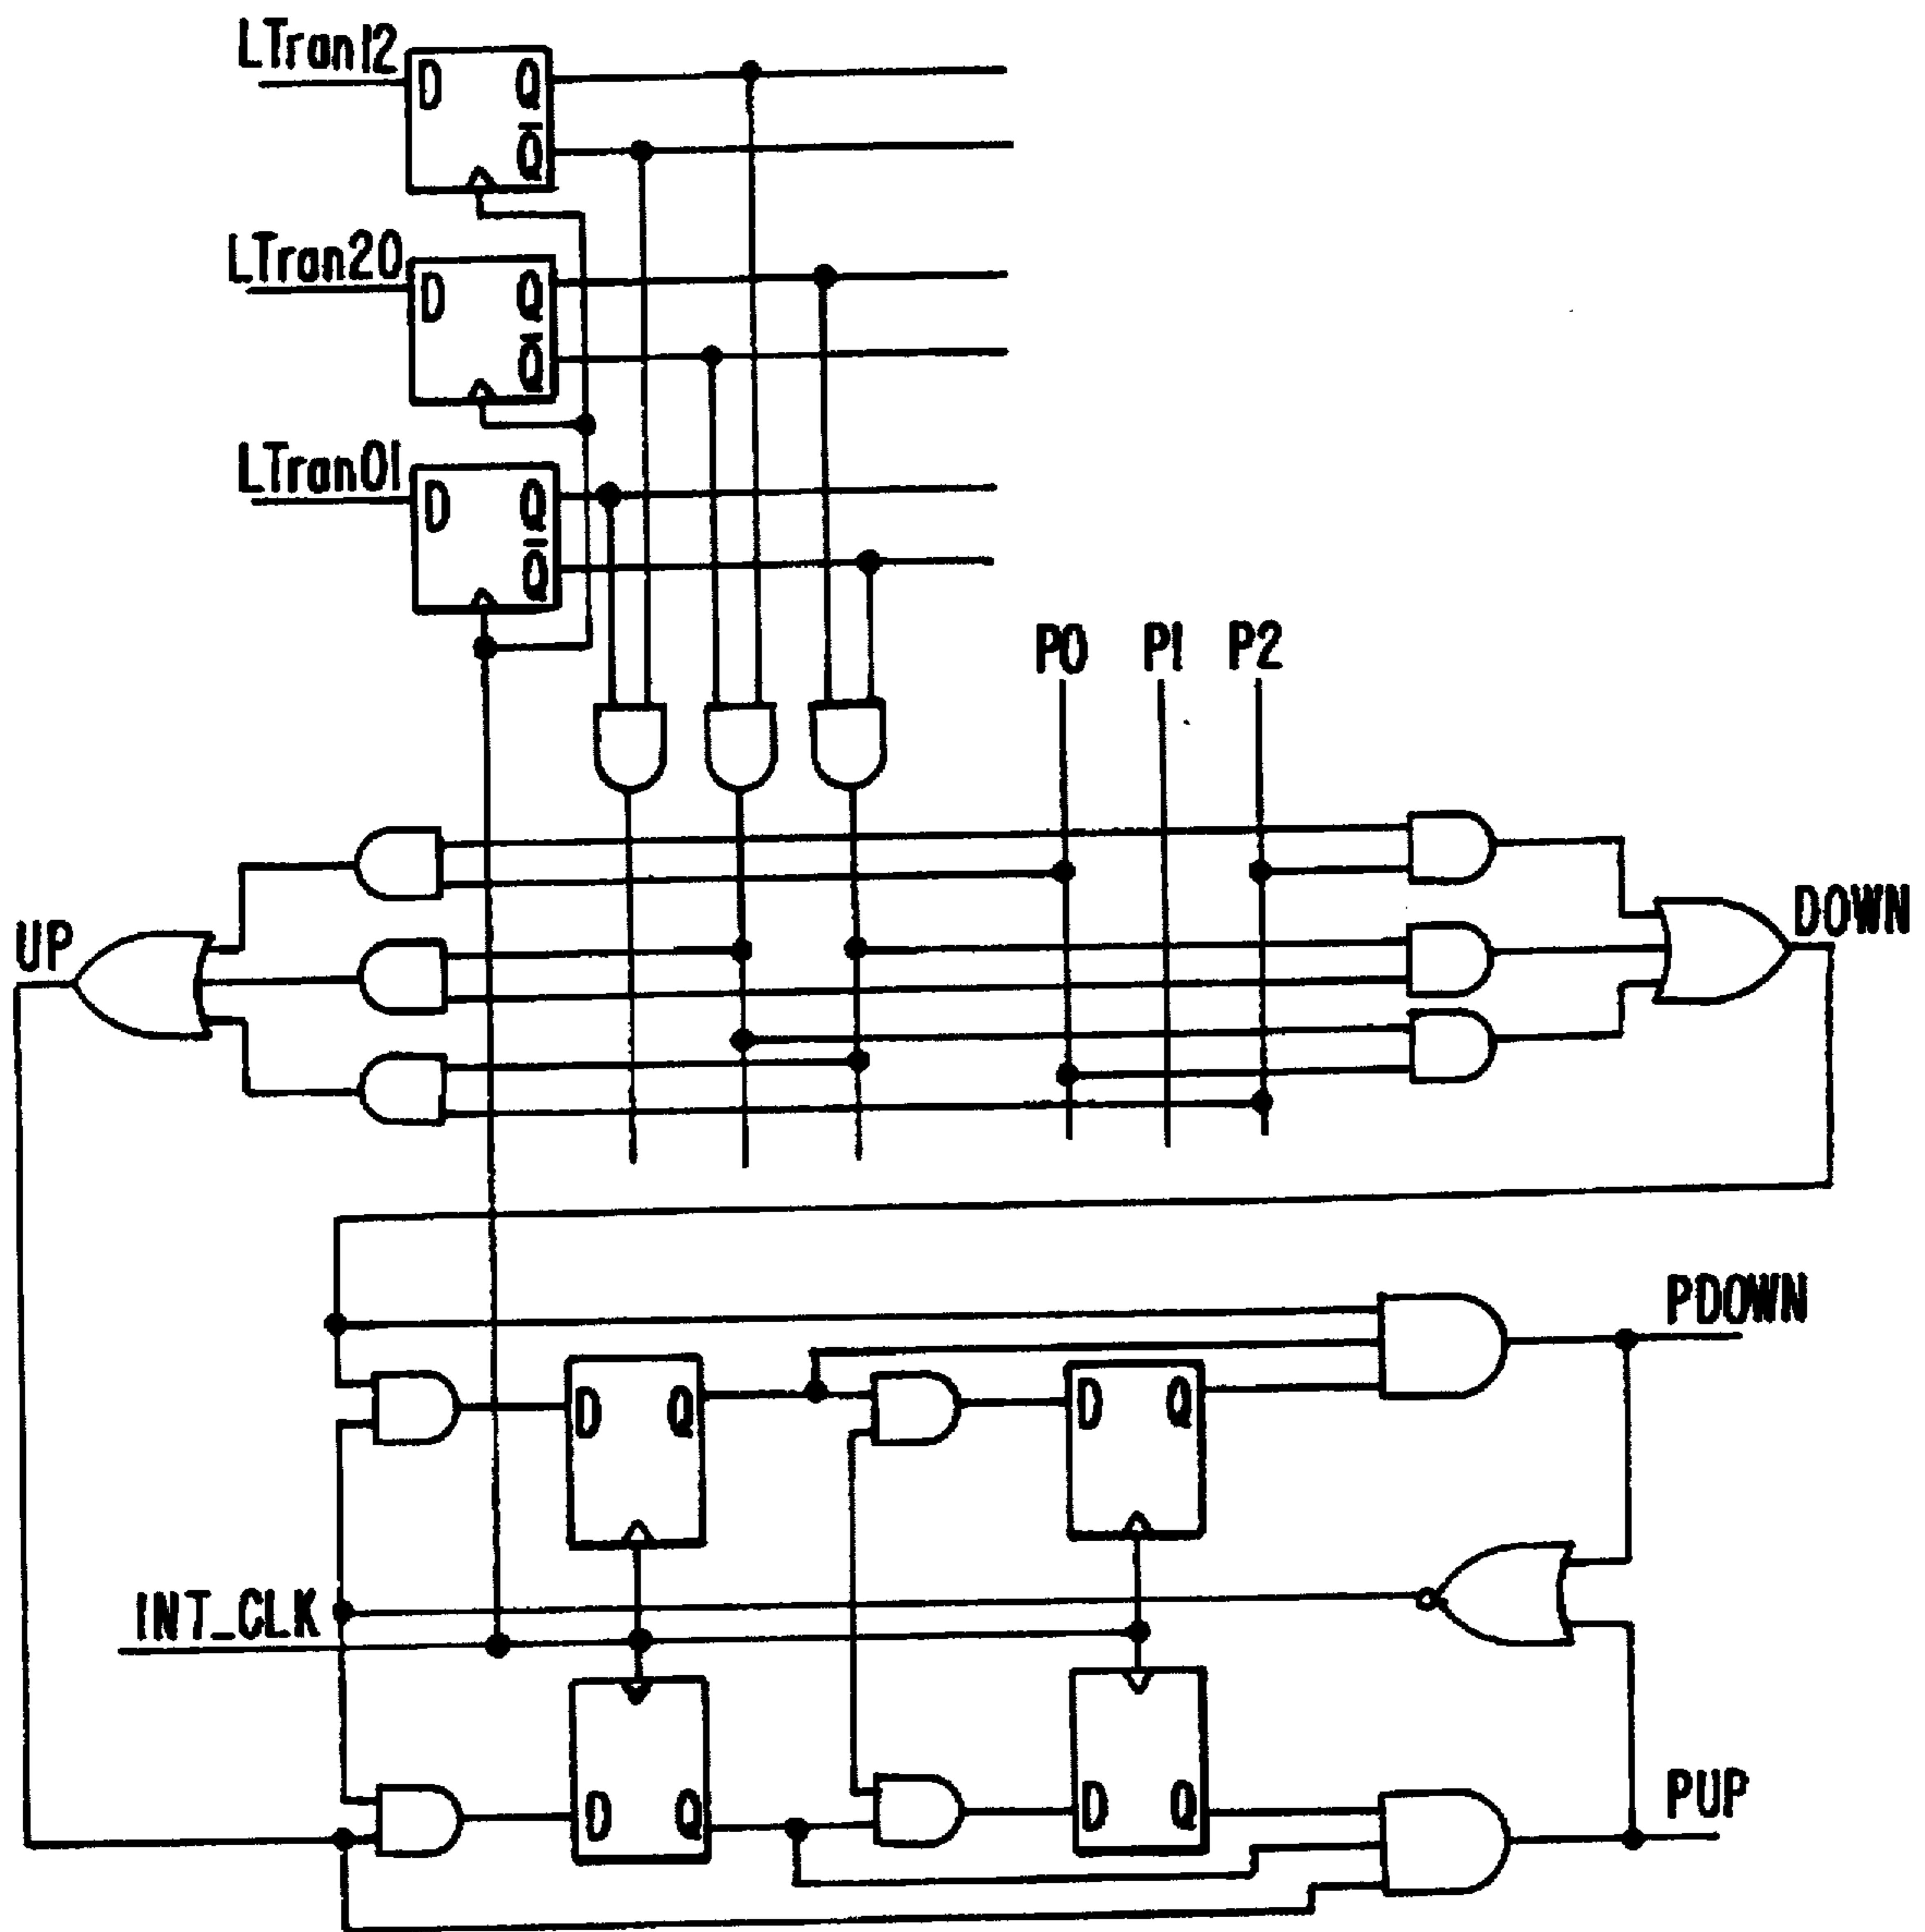 LTran12
D Q
Q̅
LTran20
D Q
Q̅
LTran01
D Q
Q̅
P0 P1 P2
UP
DOWN
PDOWN
D Q
D Q
INT_CLK
D Q
D Q
PUP